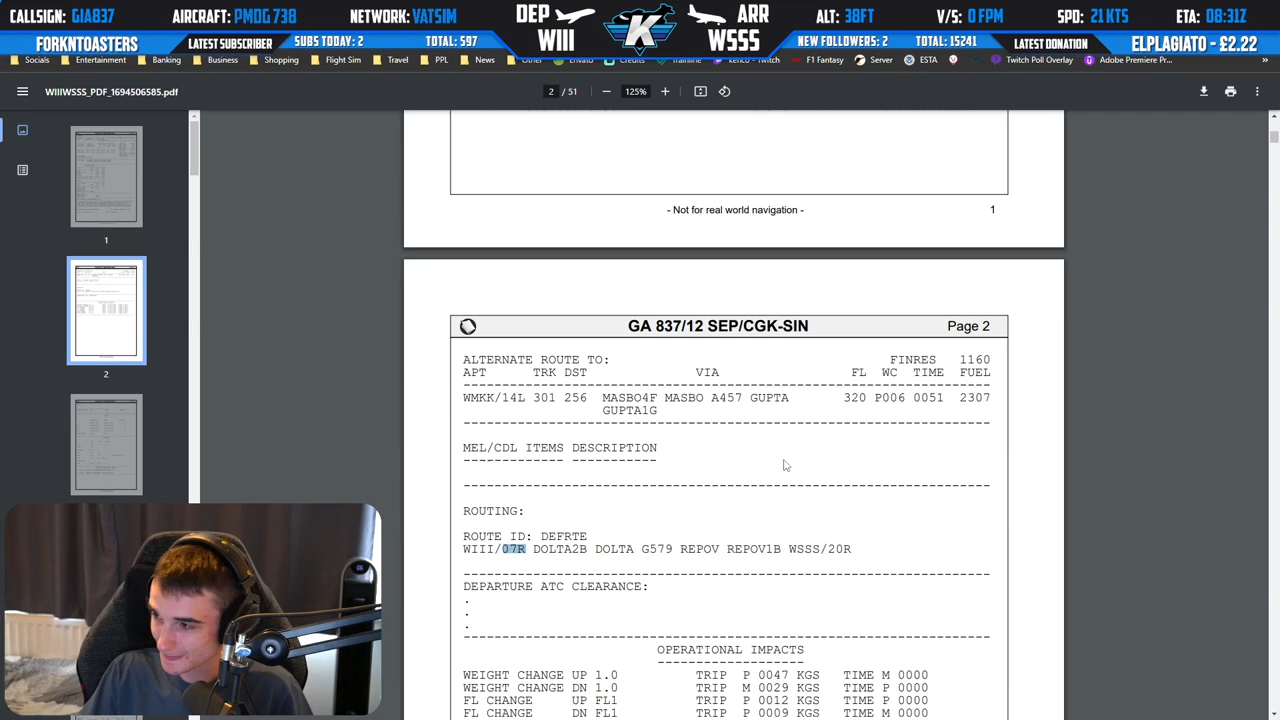 CALLSIGN: GIA837
AIRCRAFT: PMDG 738
NETWORK: VATSIM
DEP
WIII
ARR
WSSS
ALT: 38FT
V/S: 0 FPM
SPD: 21 KTS
ETA: 08:31Z
FORKNTOASTERS
LATEST SUBSCRIBER
SUBS TODAY: 2
TOTAL: 597
K
NEW FOLLOWERS: 2
TOTAL: 15241
LATEST DONATION
ELPLAGIATO - £2.22
Socials
Entertainment
Banking
Business
Shopping
Flight Sim
Travel
PPL
News
Other
Envato
Credits
Trainline
kenco - Twitch
F1 Fantasy
Server
ESTA
Twitch Poll Overlay
Adobe Premiere Pr...
WIIIWSSS_PDF_1694506585.pdf
2 / 51
125%
1
2
- Not for real world navigation -
1
GA 837/12 SEP/CGK-SIN
Page 2
ALTERNATE ROUTE TO: FINRES 1160
APT TRK DST VIA FL WC TIME FUEL
--------------------------------------------------------------------
WMKK/14L 301 256 MASBO4F MASBO A457 GUPTA 320 P006 0051 2307
GUPTA1G
--------------------------------------------------------------------
MEL/CDL ITEMS DESCRIPTION
------------- -----------
--------------------------------------------------------------------
ROUTING:
ROUTE ID: DEFRTE
WIII/07R DOLTA2B DOLTA G579 REPOV REPOV1B WSSS/20R
--------------------------------------------------------------------
DEPARTURE ATC CLEARANCE:
.
.
.
--------------------------------------------------------------------
OPERATIONAL IMPACTS
-------------------
WEIGHT CHANGE UP 1.0 TRIP P 0047 KGS TIME M 0000
WEIGHT CHANGE DN 1.0 TRIP M 0029 KGS TIME P 0000
FL CHANGE UP FL1 TRIP P 0012 KGS TIME M 0000
FL CHANGE DN FL1 TRIP P 0009 KGS TIME M 0000